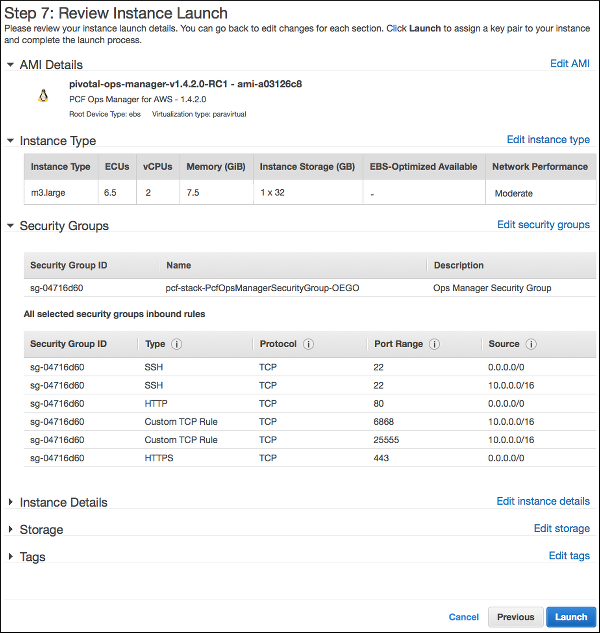 Step 7: Review Instance Launch
Please review your instance launch details. You can go back to edit changes for each section. Click Launch to assign a key pair to your instance
and complete the launch process.
AMI Details Edit AMI
pivotal-ops-manager-v1.4.2.0-RC1 - ami-a03126c8
PCF Ops Manager for AWS - 1.4.2.0
Root Device Type: ebs Virtualization type: paravirtual
Instance Type Edit instance type
Instance Type ECUs vCPUs Memory (GiB) Instance Storage (GB) EBS-Optimized Available Network Performance
m3.large 6.5 2 7.5 1 x 32 - Moderate
Security Groups Edit security groups
Security Group ID Name Description
sg-04716d60 pcf-stack-PcfOpsManagerSecurityGroup-OEGO Ops Manager Security Group
All selected security groups inbound rules
Security Group ID Type i Protocol i Port Range i Source i
sg-04716d60 SSH TCP 22 0.0.0.0/0
sg-04716d60 SSH TCP 22 10.0.0.0/16
sg-04716d60 HTTP TCP 80 0.0.0.0/0
sg-04716d60 Custom TCP Rule TCP 6868 10.0.0.0/16
sg-04716d60 Custom TCP Rule TCP 25555 10.0.0.0/16
sg-04716d60 HTTPS TCP 443 0.0.0.0/0
Instance Details Edit instance details
Storage Edit storage
Tags Edit tags
Cancel Previous Launch